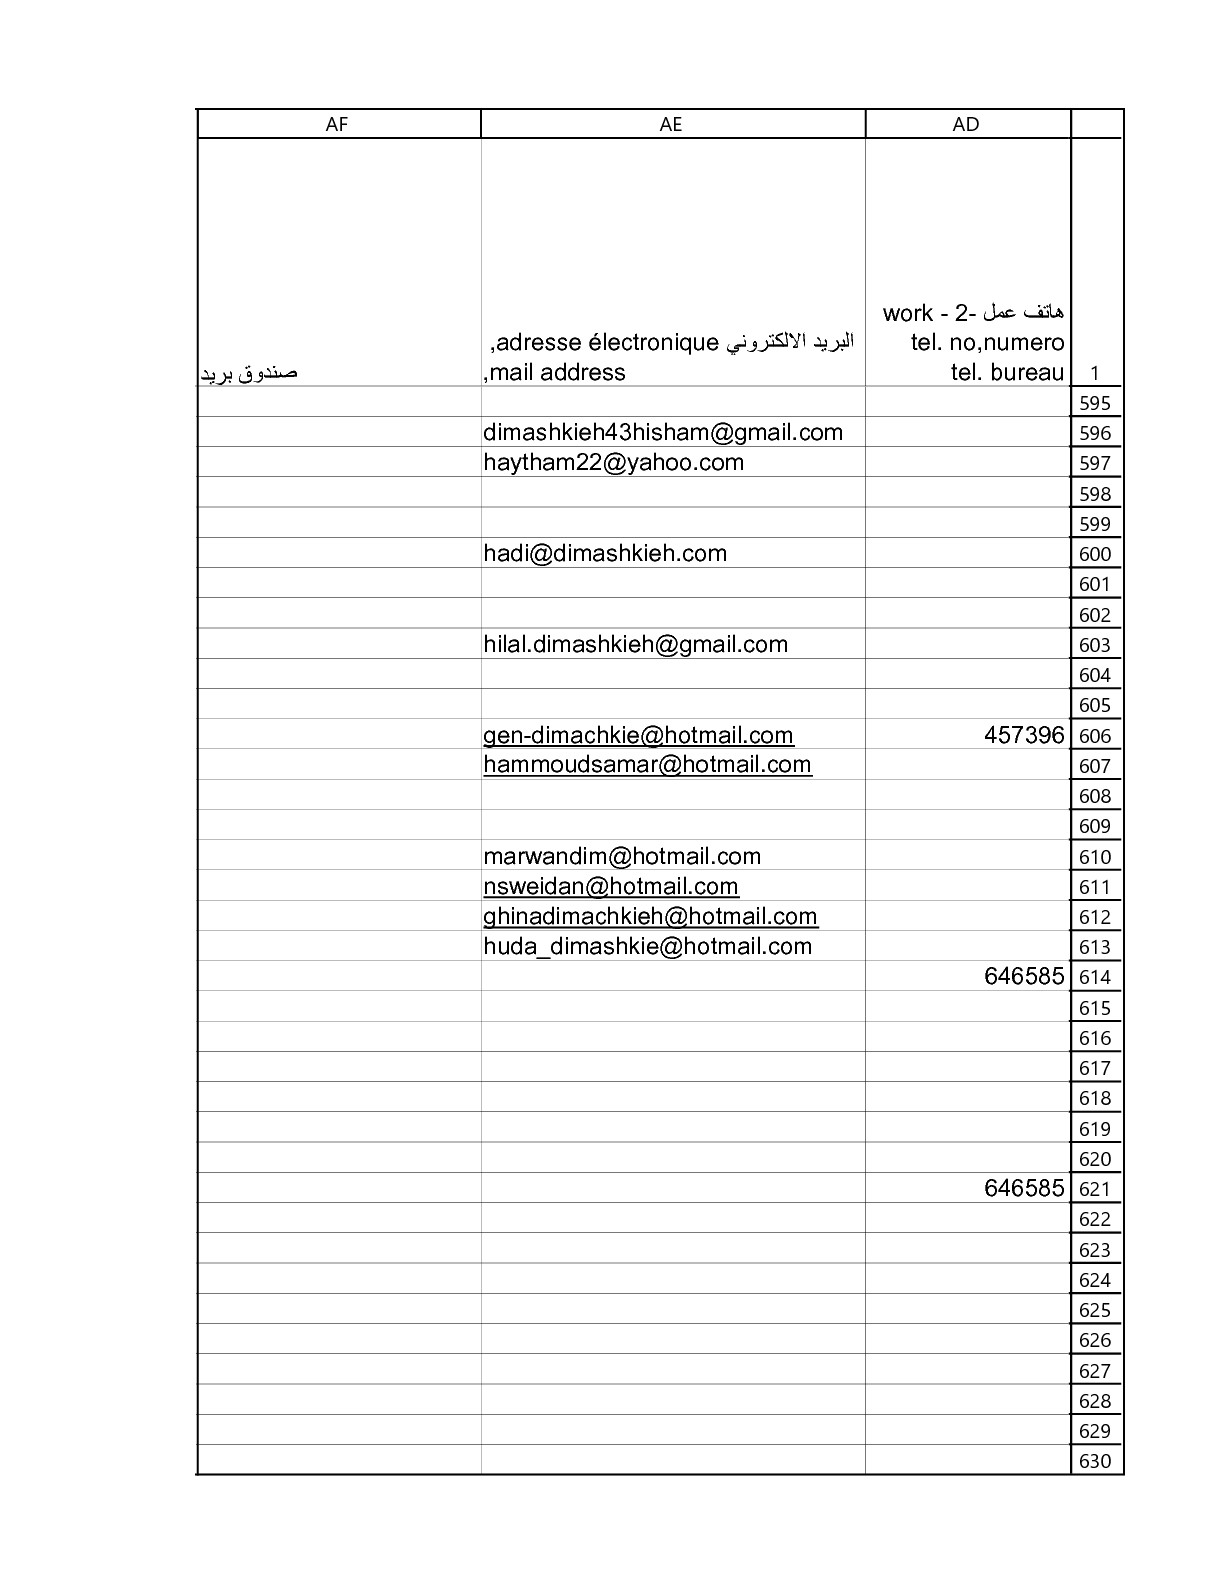 AF AE AD
هاتف عمل -2 - work
tel. no,numero
tel. bureau
البريد الالكتروني adresse électronique,
mail address,
صندوق بريد
1
595
dimashkieh43hisham@gmail.com 596
haytham22@yahoo.com 597
598
599
hadi@dimashkieh.com 600
601
602
hilal.dimashkieh@gmail.com 603
604
605
gen-dimachkie@hotmail.com 457396 606
hammoudsamar@hotmail.com 607
608
609
marwandim@hotmail.com 610
nsweidan@hotmail.com 611
ghinadimachkieh@hotmail.com 612
huda_dimashkie@hotmail.com 613
646585 614
615
616
617
618
619
620
646585 621
622
623
624
625
626
627
628
629
630